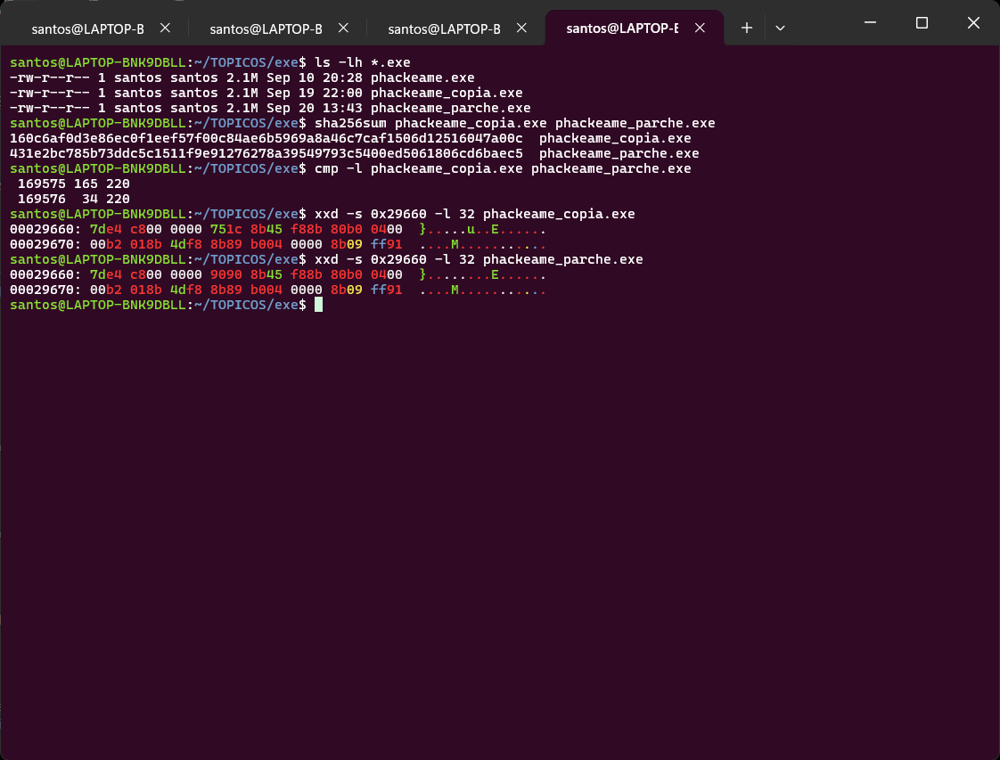 santos@LAPTOP-B santos@LAPTOP-B santos@LAPTOP-B santos@LAPTOP-B
santos@LAPTOP-BNK9DBLL:~/TOPICOS/exe$ ls -lh *.exe
-rw-r--r-- 1 santos santos 2.1M Sep 10 20:28 phackeame.exe
-rw-r--r-- 1 santos santos 2.1M Sep 19 22:00 phackeame_copia.exe
-rw-r--r-- 1 santos santos 2.1M Sep 20 13:43 phackeame_parche.exe
santos@LAPTOP-BNK9DBLL:~/TOPICOS/exe$ sha256sum phackeame_copia.exe phackeame_parche.exe
160c6af0d3e86ec0f1eef57f00c84ae6b5969a8a46c7caf1506d12516047a00c  phackeame_copia.exe
431e2bc785b73ddc5c1511f9e91276278a39549793c5400ed5061806cd6baec5  phackeame_parche.exe
santos@LAPTOP-BNK9DBLL:~/TOPICOS/exe$ cmp -l phackeame_copia.exe phackeame_parche.exe
 169575 165 220
 169576  34 220
santos@LAPTOP-BNK9DBLL:~/TOPICOS/exe$ xxd -s 0x29660 -l 32 phackeame_copia.exe
00029660: 7de4 c800 0000 751c 8b45 f88b 80b0 0400  }.....u..E......
00029670: 00b2 018b 4df8 8b89 b004 0000 8b09 ff91  ....M...........
santos@LAPTOP-BNK9DBLL:~/TOPICOS/exe$ xxd -s 0x29660 -l 32 phackeame_parche.exe
00029660: 7de4 c800 0000 9090 8b45 f88b 80b0 0400  }........E......
00029670: 00b2 018b 4df8 8b89 b004 0000 8b09 ff91  ....M...........
santos@LAPTOP-BNK9DBLL:~/TOPICOS/exe$